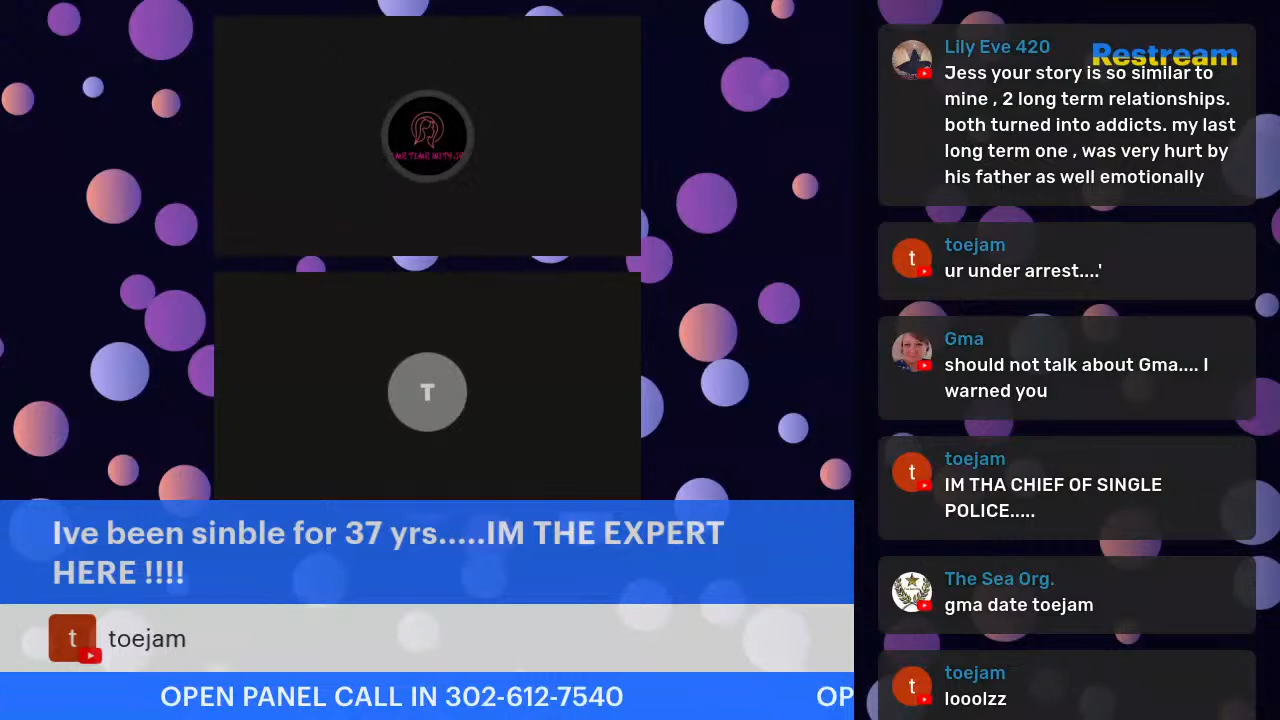 ME TIME
T
Ive been sinble for 37 yrs.....IM THE EXPERT
HERE !!!!
t
toejam
OPEN PANEL CALL IN 302-612-7540
OP
Restream
Lily Eve 420
Jess your story is so similar to
mine , 2 long term relationships.
both turned into addicts. my last
long term one , was very hurt by
his father as well emotionally
t
toejam
ur under arrest....'
Gma
should not talk about Gma.... I
warned you
t
toejam
IM THA CHIEF OF SINGLE
POLICE.....
The Sea Org.
gma date toejam
t
toejam
looolzz